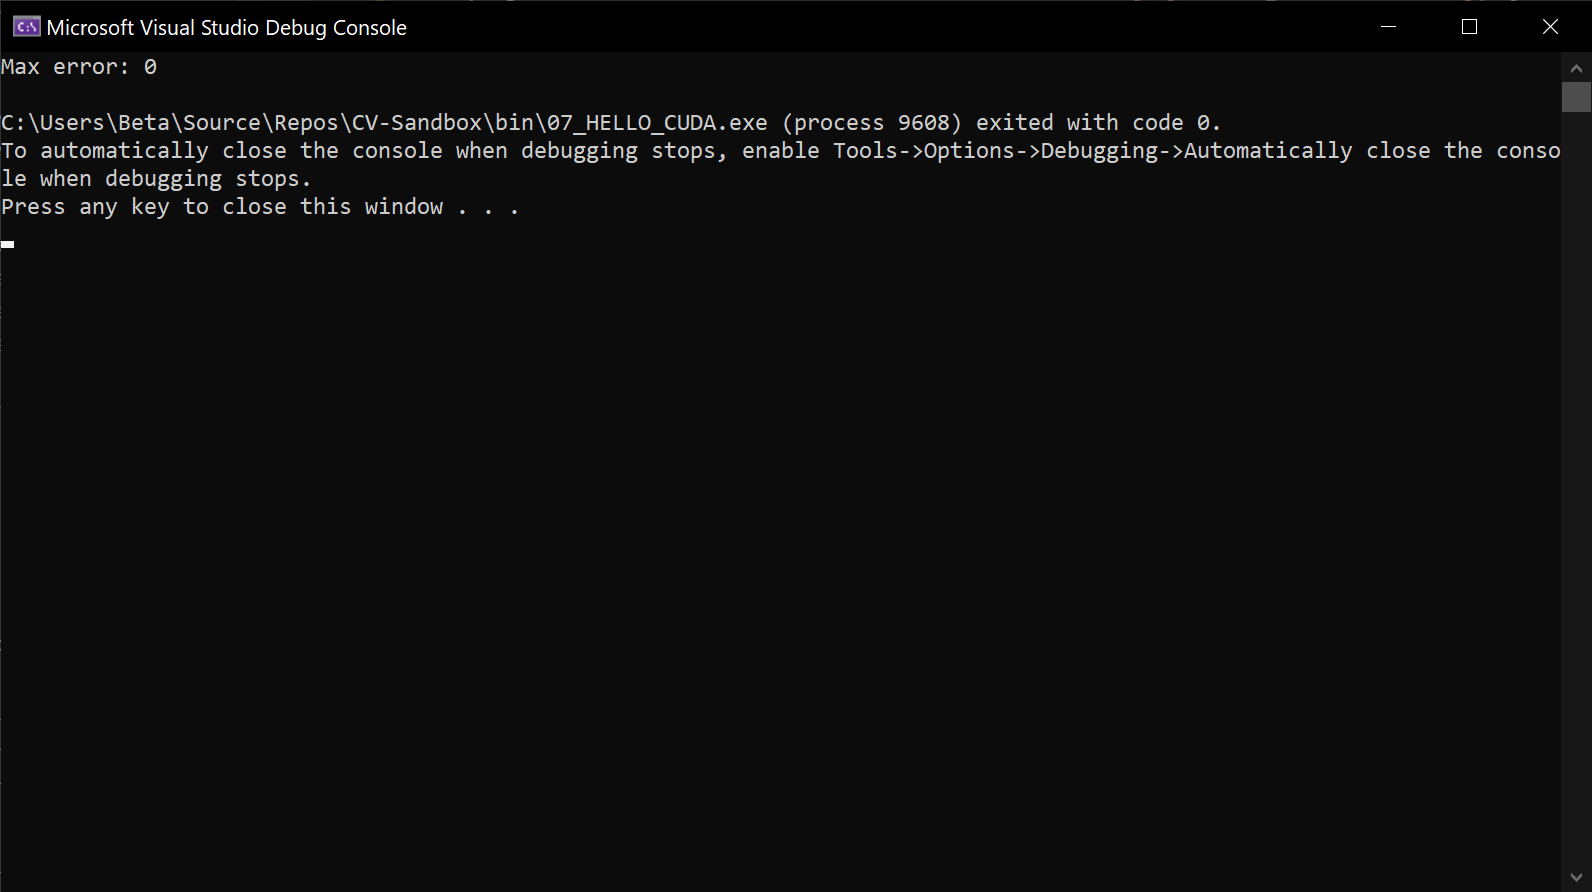 C:\ Microsoft Visual Studio Debug Console
Max error: 0
C:\Users\Beta\Source\Repos\CV-Sandbox\bin\07_HELLO_CUDA.exe (process 9608) exited with code 0.
To automatically close the console when debugging stops, enable Tools->Options->Debugging->Automatically close the conso
le when debugging stops.
Press any key to close this window . . .